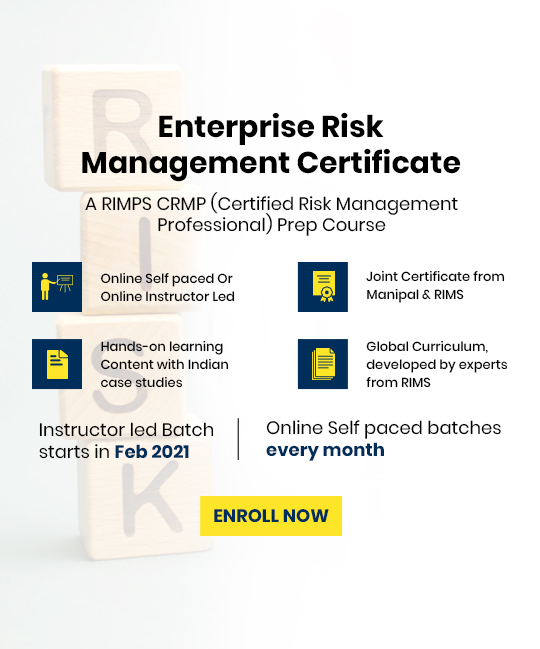 Enterprise Risk
Management Certificate
A RIMPS CRMP (Certified Risk Management
Professional) Prep Course
Online Self paced Or
Online Instructor Led
Joint Certificate from
Manipal & RIMS
Hands-on learning
Content with Indian
case studies
Global Curriculum,
developed by experts
from RIMS
Instructor led Batch
starts in Feb 2021
Online Self paced batches
every month
ENROLL NOW
R
I
S
K